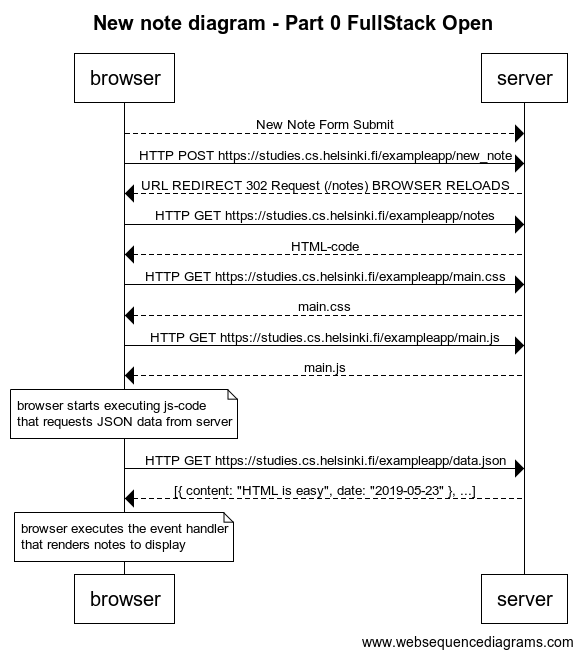 New note diagram - Part 0 FullStack Open
browser server
New Note Form Submit
HTTP POST https://studies.cs.helsinki.fi/exampleapp/new_note
URL REDIRECT 302 Request (/notes) BROWSER RELOADS
HTTP GET https://studies.cs.helsinki.fi/exampleapp/notes
HTML-code
HTTP GET https://studies.cs.helsinki.fi/exampleapp/main.css
main.css
HTTP GET https://studies.cs.helsinki.fi/exampleapp/main.js
main.js
browser starts executing js-code
that requests JSON data from server
HTTP GET https://studies.cs.helsinki.fi/exampleapp/data.json
[{ content: "HTML is easy", date: "2019-05-23" }, ...]
browser executes the event handler
that renders notes to display
browser server
www.websequencediagrams.com